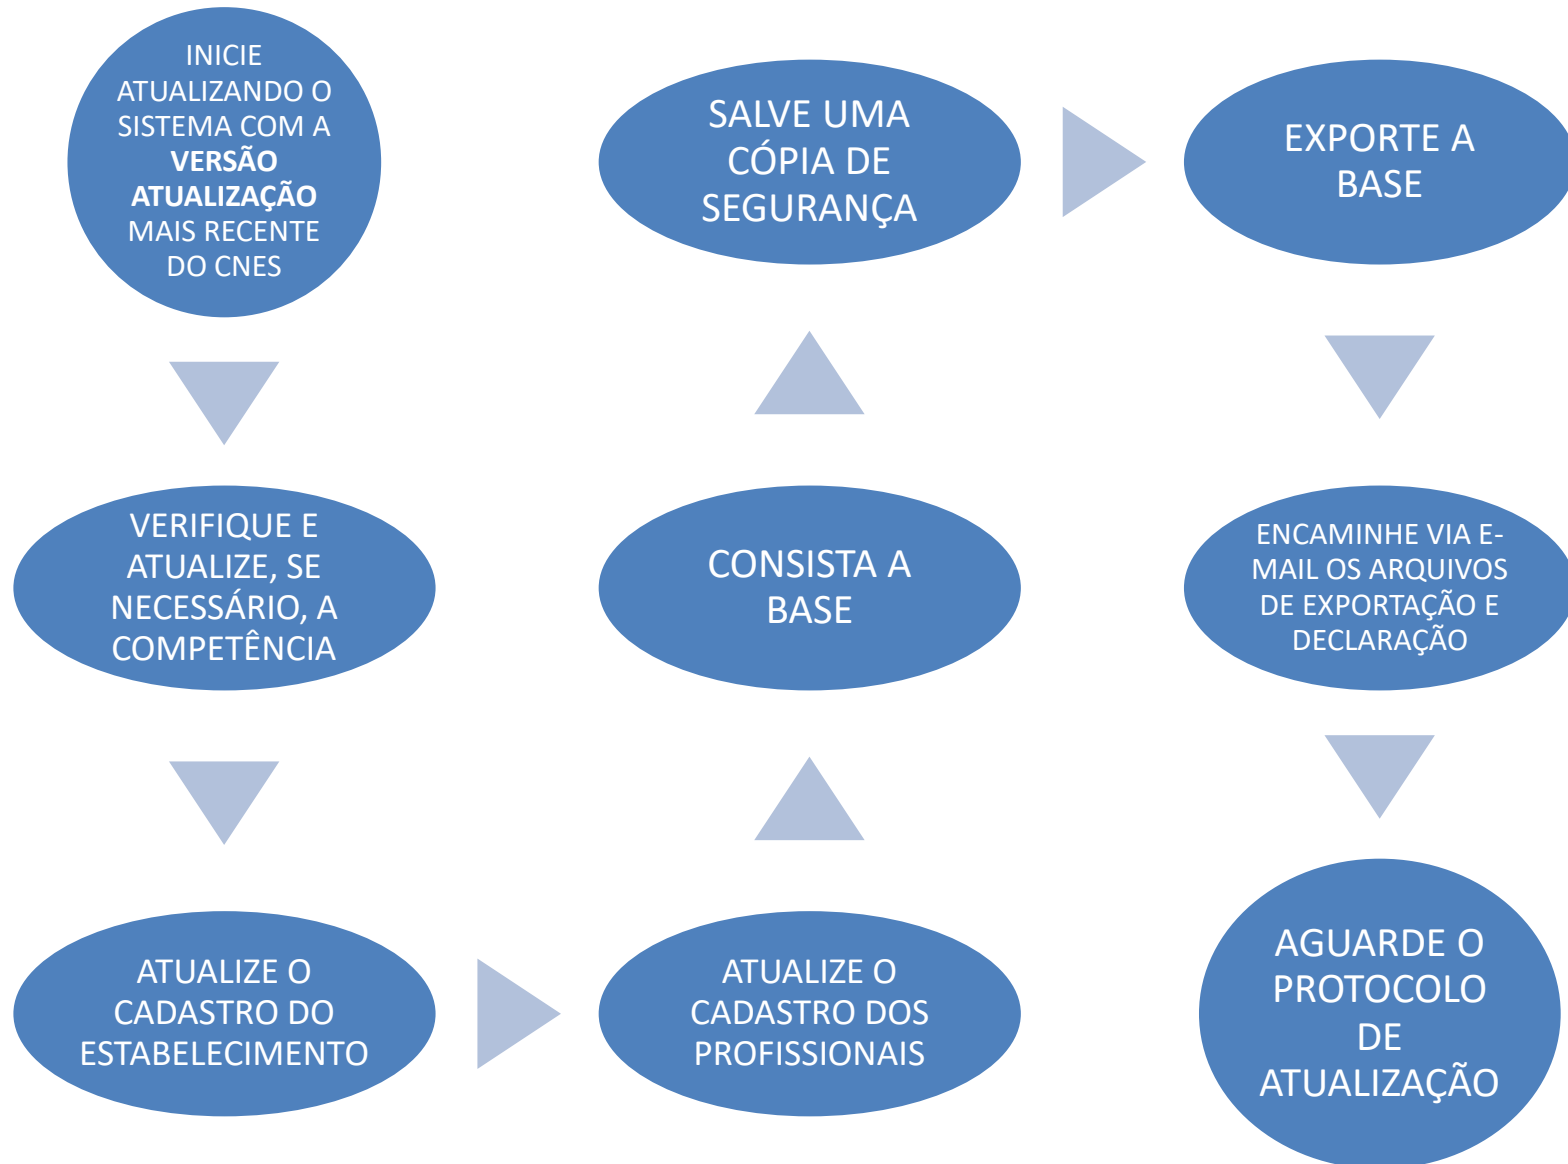 INICIE
ATUALIZANDO O
SISTEMA COM A
VERSÃO
ATUALIZAÇÃO
MAIS RECENTE
DO CNES
VERIFIQUE E
ATUALIZE, SE
NECESSÁRIO, A
COMPETÊNCIA
ATUALIZE O
CADASTRO DO
ESTABELECIMENTO
ATUALIZE O
CADASTRO DOS
PROFISSIONAIS
CONSISTA A
BASE
SALVE UMA
CÓPIA DE
SEGURANÇA
EXPORTE A
BASE
ENCAMINHE VIA E-
MAIL OS ARQUIVOS
DE EXPORTAÇÃO E
DECLARAÇÃO
AGUARDE O
PROTOCOLO
DE
ATUALIZAÇÃO